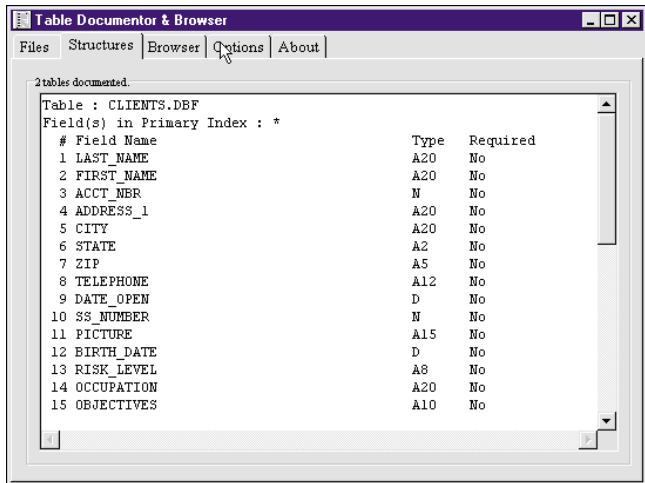 Table Documentor & Browser
Files Structures Browser Options About
2 tables documented.
Table : CLIENTS.DBF
Field(s) in Primary Index : *
# Field Name Type Required
1 LAST_NAME A20 No
2 FIRST_NAME A20 No
3 ACCT_NBR N No
4 ADDRESS_1 A20 No
5 CITY A20 No
6 STATE A2 No
7 ZIP A5 No
8 TELEPHONE A12 No
9 DATE_OPEN D No
10 SS_NUMBER N No
11 PICTURE A15 No
12 BIRTH_DATE D No
13 RISK_LEVEL A8 No
14 OCCUPATION A20 No
15 OBJECTIVES A10 No